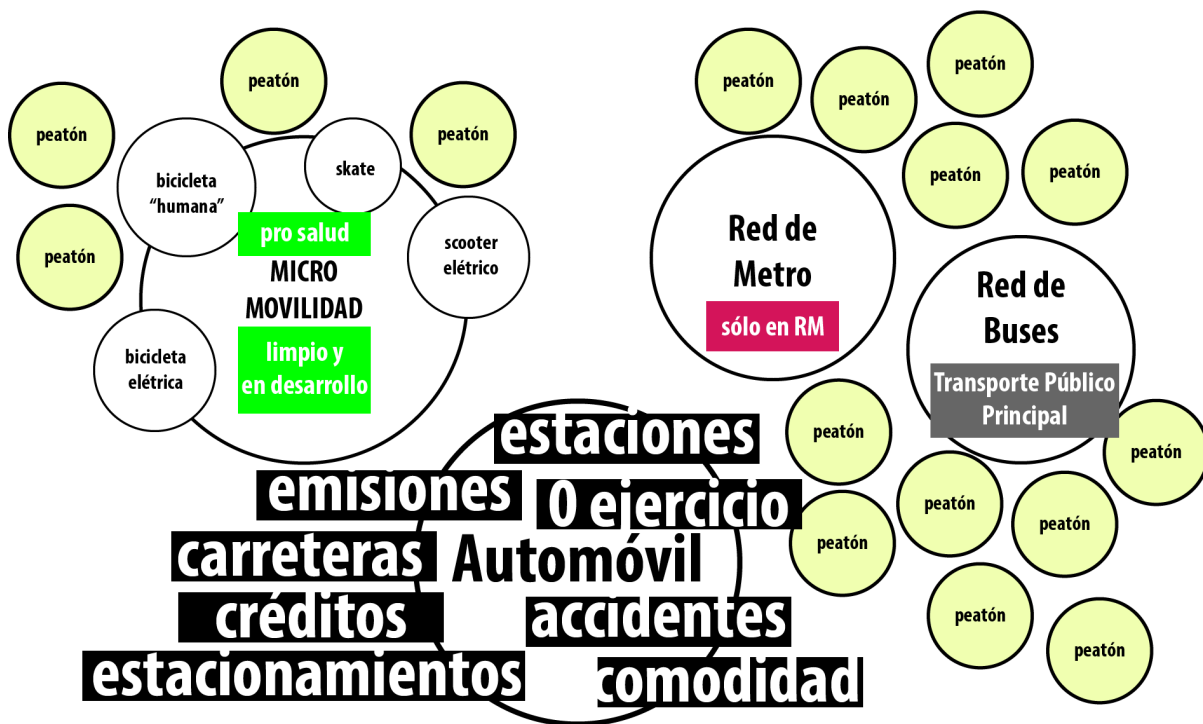 peatón
peatón
peatón
peatón
bicicleta
“humana”
skate
scooter
elétrico
bicicleta
elétrica
pro salud
MICRO
MOVILIDAD
limpio y
en desarrollo
peatón
peatón
peatón
peatón
peatón
Red de
Metro
sólo en RM
Red de
Buses
Transporte Público
Principal
peatón
peatón
peatón
peatón
peatón
peatón
peatón
estaciones
emisiones
0 ejercicio
carreteras
Automóvil
créditos
accidentes
estacionamientos
comodidad